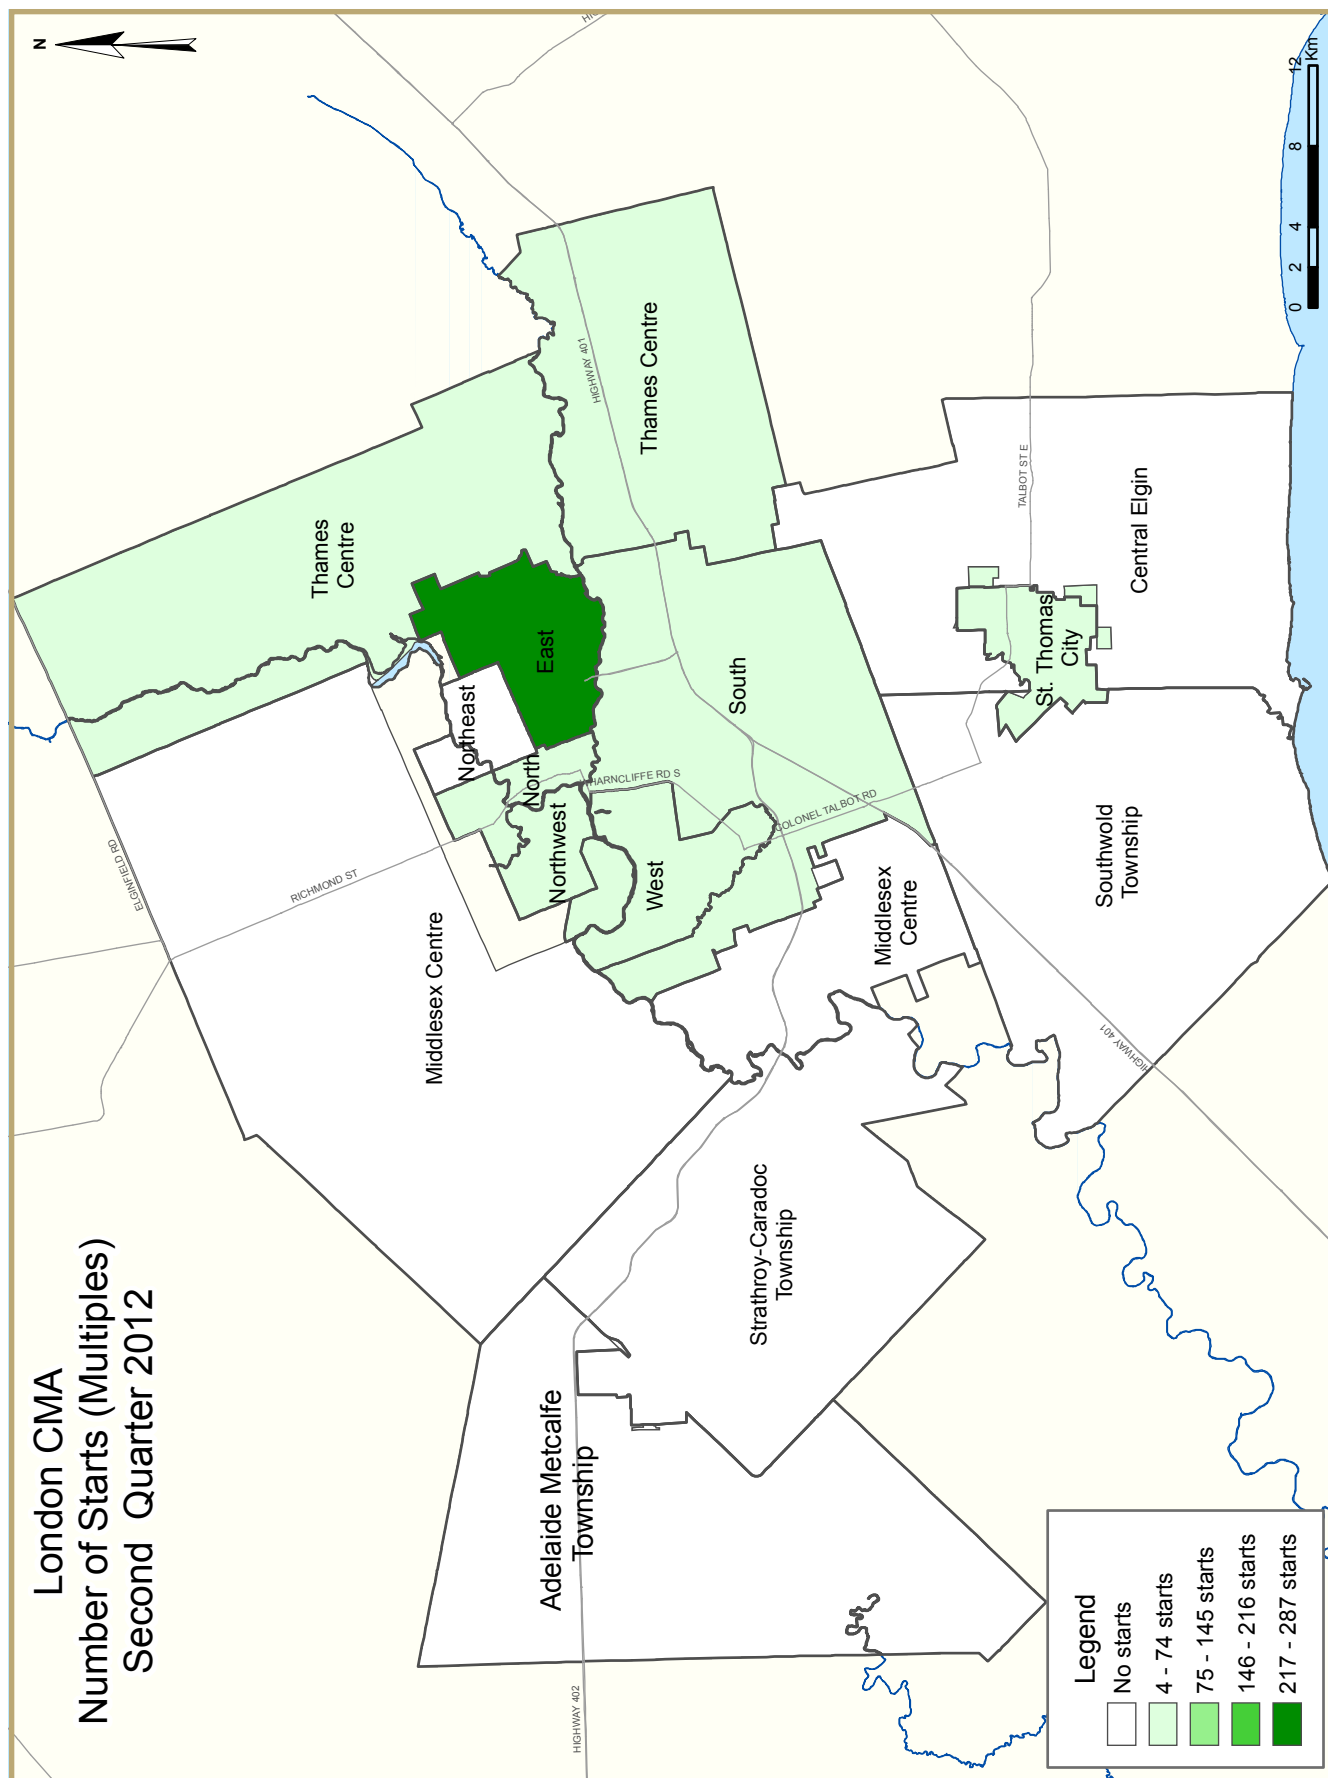 London CMA
Number of Starts (Multiples)
Second Quarter 2012
N
ELGINFIELD RD
RICHMOND ST
Thames
Centre
Middlesex Centre
Northeast
North
East
Northwest
WHARNCLIFFE RD S
HIGHWAY 401
Thames Centre
West
South
Adelaide Metcalfe
Township
HIGHWAY 402
Strathroy-Caradoc
Township
COLONEL TALBOT RD
Middlesex
Centre
TALBOT ST E
St. Thomas
City
Central Elgin
Southwold
Township
HIGHWAY 401
Legend
No starts
4 - 74 starts
75 - 145 starts
146 - 216 starts
217 - 287 starts
0 2 4 8 12
Km